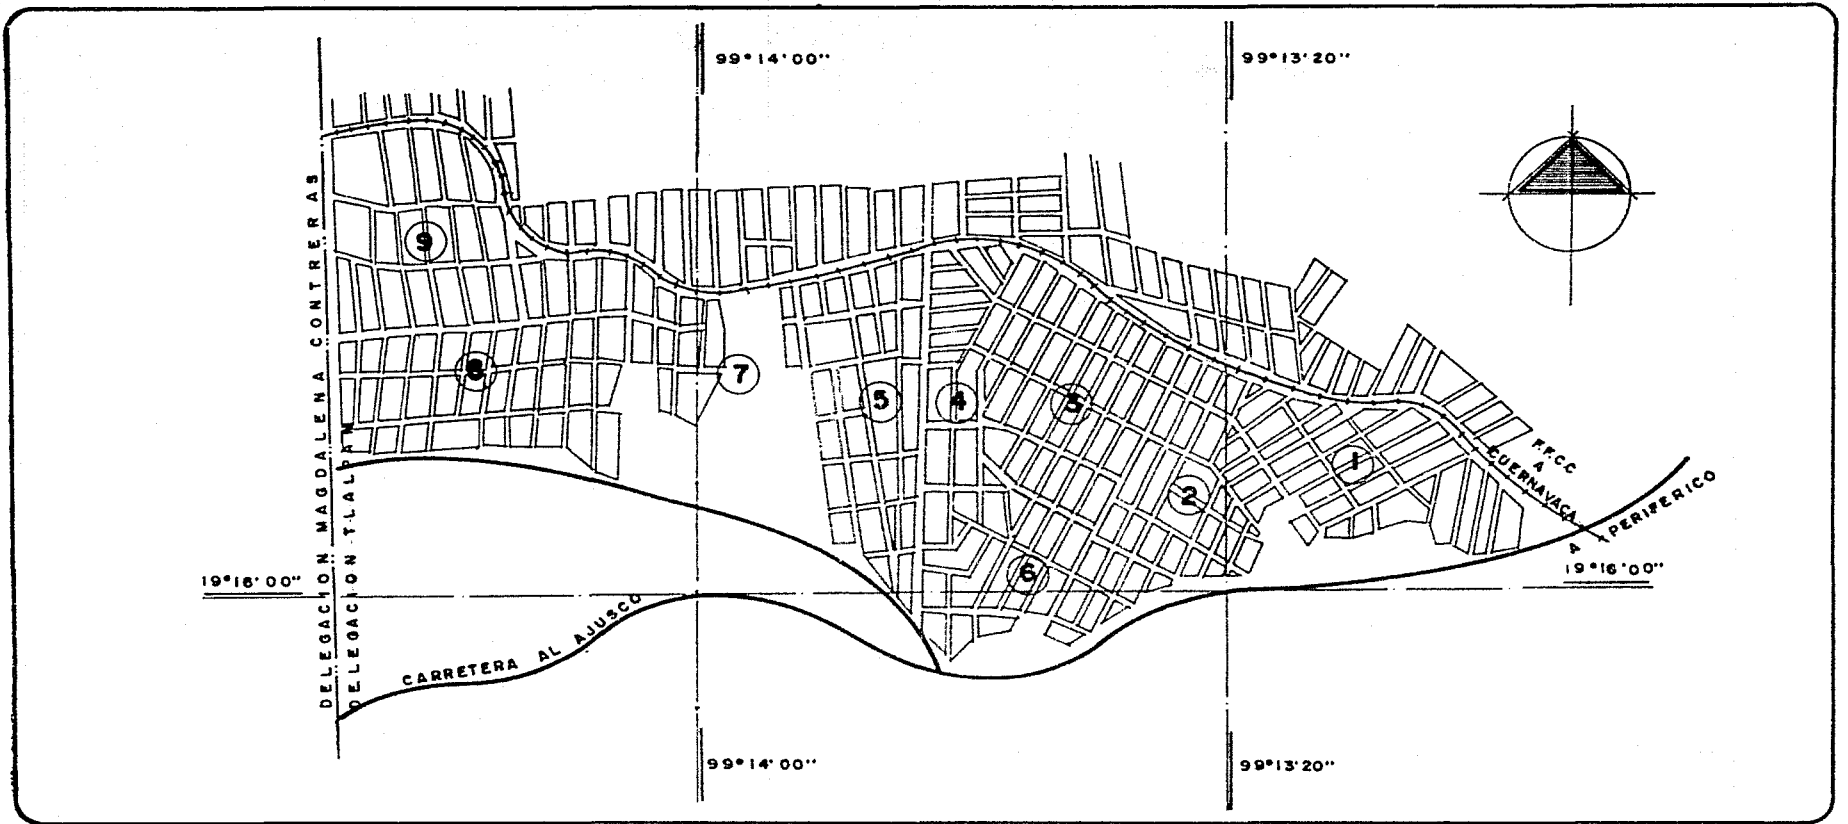 99°14'00"
99°13'20"
DELEGACION MAGDALENA CONTRERAS
DELEGACION TLALPAN
9
8
7
5
4
3
1
2
6
F.F.C.C
A
CUERNAVACA
A PERIFERICO
19°16'00"
19°16'00"
CARRETERA AL AJUSCO
99°14'00"
99°13'20"